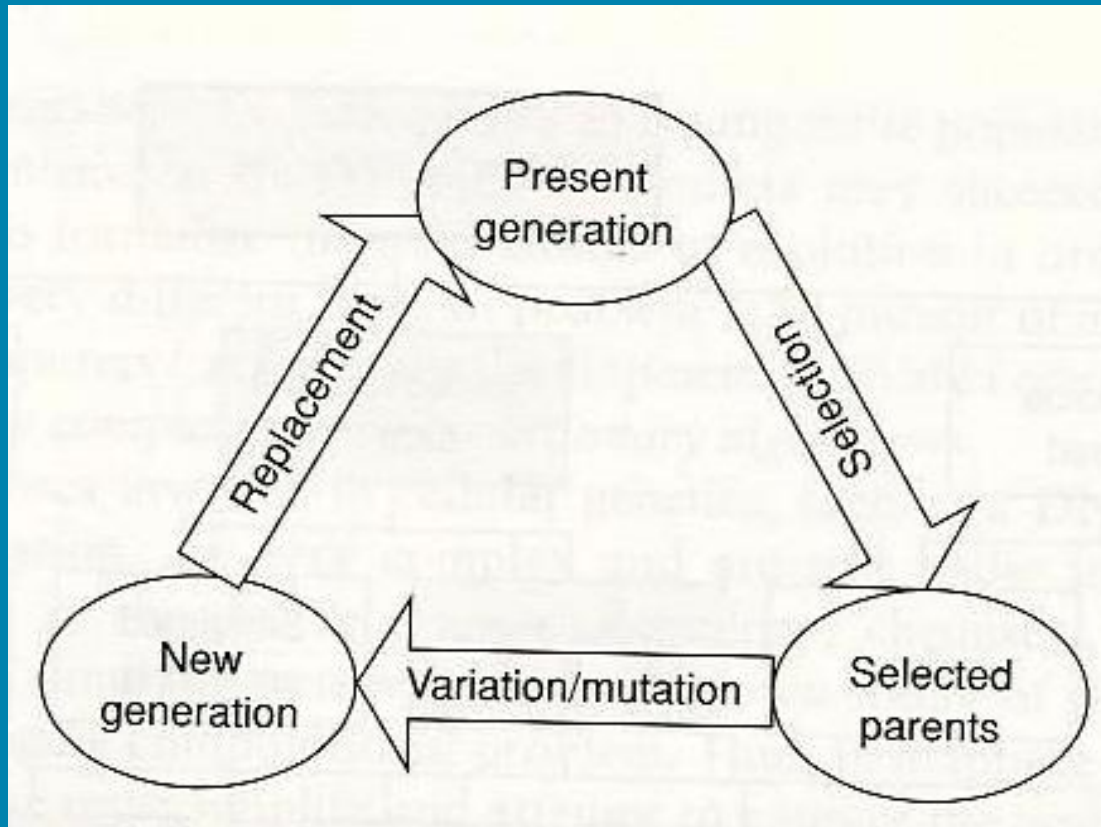 Present
generation
Selection
Selected
parents
Variation/mutation
New
generation
Replacement